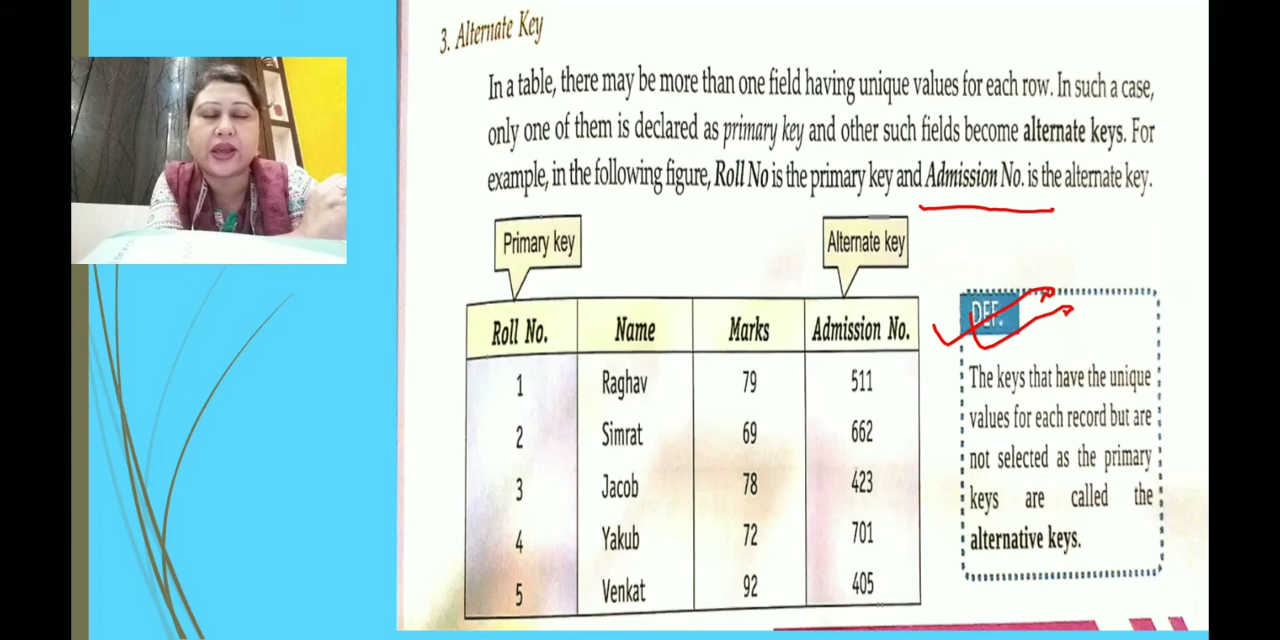 3. Alternate Key
In a table, there may be more than one field having unique values for each row. In such a case,
only one of them is declared as primary key and other such fields become alternate keys. For
example, in the following figure, Roll No is the primary key and Admission No. is the alternate key.
Primary key
Alternate key
Roll No. Name Marks Admission No.
1 Raghav 79 511
2 Simrat 69 662
3 Jacob 78 423
4 Yakub 72 701
5 Venkat 92 405
DEF.
The keys that have the unique
values for each record but are
not selected as the primary
keys are called the
alternative keys.